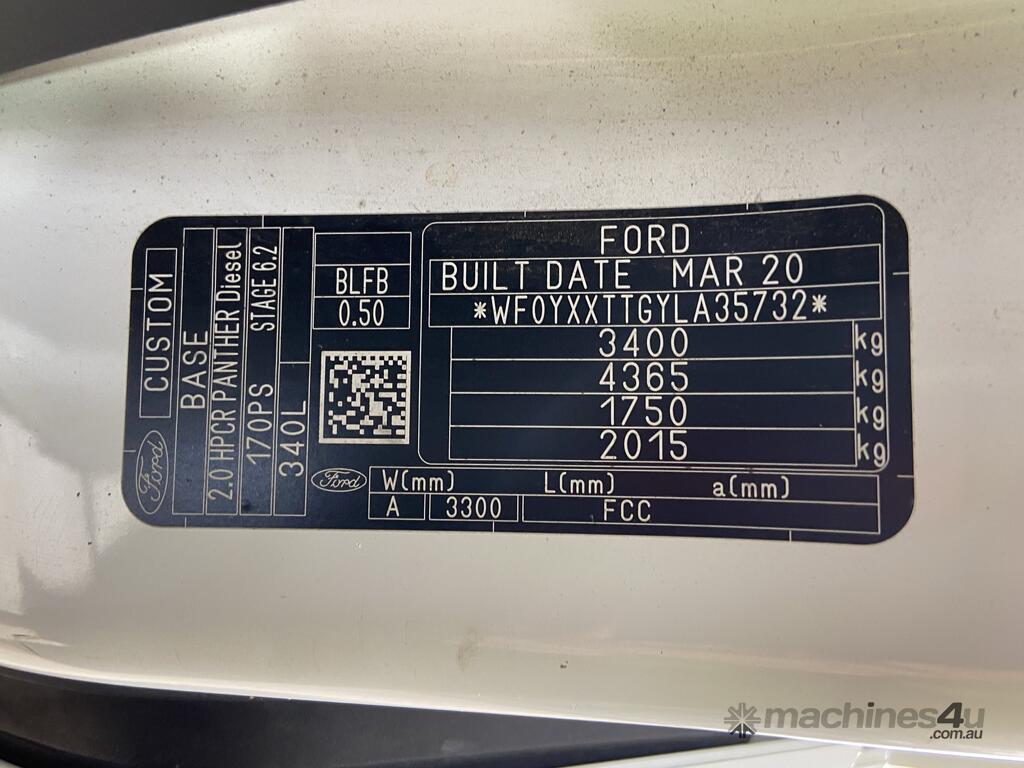 Ford
CUSTOM
BASE
2.0 HPCR PANTHER Diesel
170PS STAGE 6.2
340L
BLFB
0.50
FORD
BUILT DATE MAR 20
*WF0YXXTTGYLA35732*
3400 kg
4365 kg
1750 kg
2015 kg
Ford
W(mm) L(mm) a(mm)
A 3300 FCC
machines4u
.com.au